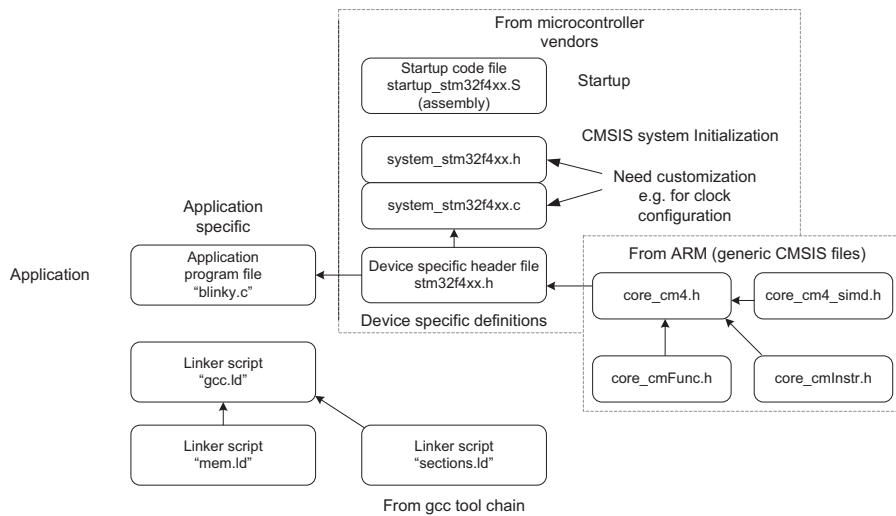 From microcontroller
vendors
Startup code file
startup_stm32f4xx.S
(assembly)
Startup
CMSIS system Initialization
system_stm32f4xx.h
Need customization
e.g. for clock
configuration
system_stm32f4xx.c
Application
specific
From ARM (generic CMSIS files)
Application
Application
program file
“blinky.c”
Device specific header file
stm32f4xx.h
core_cm4.h
core_cm4_simd.h
Device specific definitions
Linker script
“gcc.ld”
core_cmFunc.h
core_cmInstr.h
Linker script
“mem.ld”
Linker script
“sections.ld”
From gcc tool chain